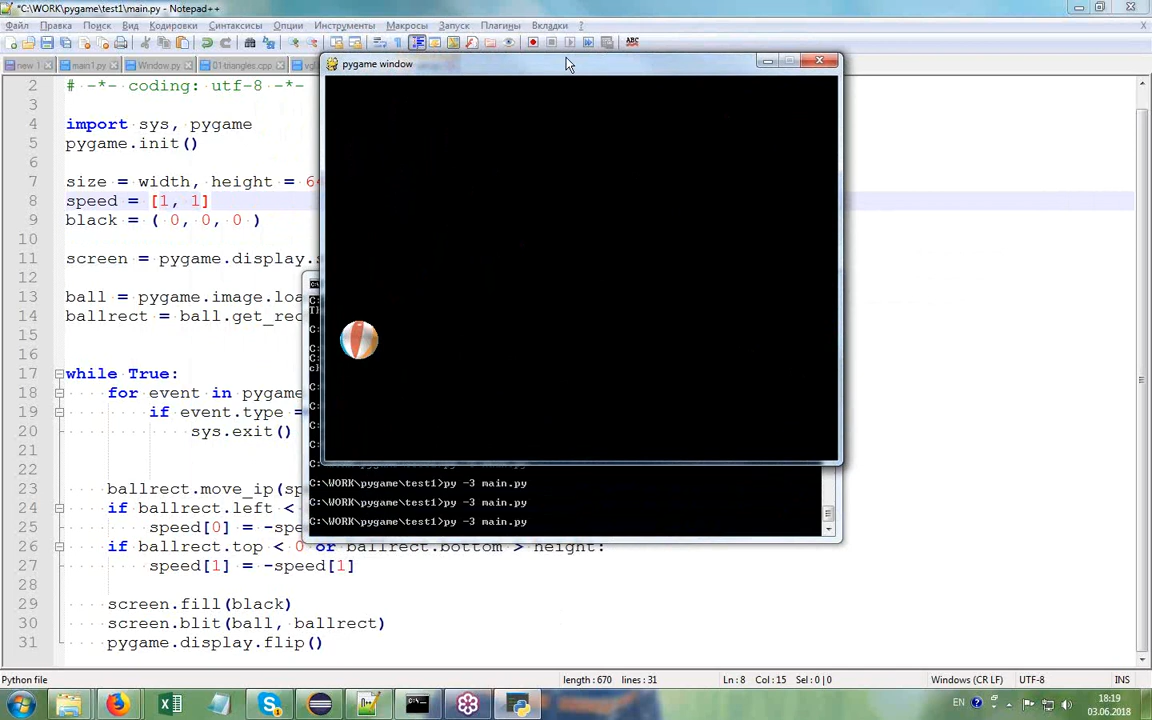 *C:\WORK\pygame\test1\main.py - Notepad++
Файл Правка Поиск Вид Кодировки Синтаксисы Опции Инструменты Макросы Запуск Плагины Вкладки ?
ABC
new 1 main1.py Window.py 01triangles.cpp
pygame window
2 # -*- coding: utf-8 -*-
3
4 import sys, pygame
5 pygame.init()
6
7 size = width, height = 64
8 speed = [1, 1]
9 black = ( 0, 0, 0 )
10
11 screen = pygame.display.
12
13 ball = pygame.image.loa
14 ballrect = ball.get_rec
15
16
17 while True:
18 for event in pygame
19 if event.type =
20 sys.exit()
21
22
23 ballrect.move_ip(sp
24 if ballrect.left <
25 speed[0] = -spe
26 if ballrect.top < 0 or ballrect.bottom > height:
27 speed[1] = -speed[1]
28
29 screen.fill(black)
30 screen.blit(ball, ballrect)
31 pygame.display.flip()
C:\WORK\pygame\test1>py -3 main.py
C:\WORK\pygame\test1>py -3 main.py
C:\WORK\pygame\test1>py -3 main.py
Python file length : 670 lines : 31 Ln : 8 Col : 15 Sel : 0 | 0 Windows (CR LF) UTF-8 INS
EN 18:19
03.06.2018